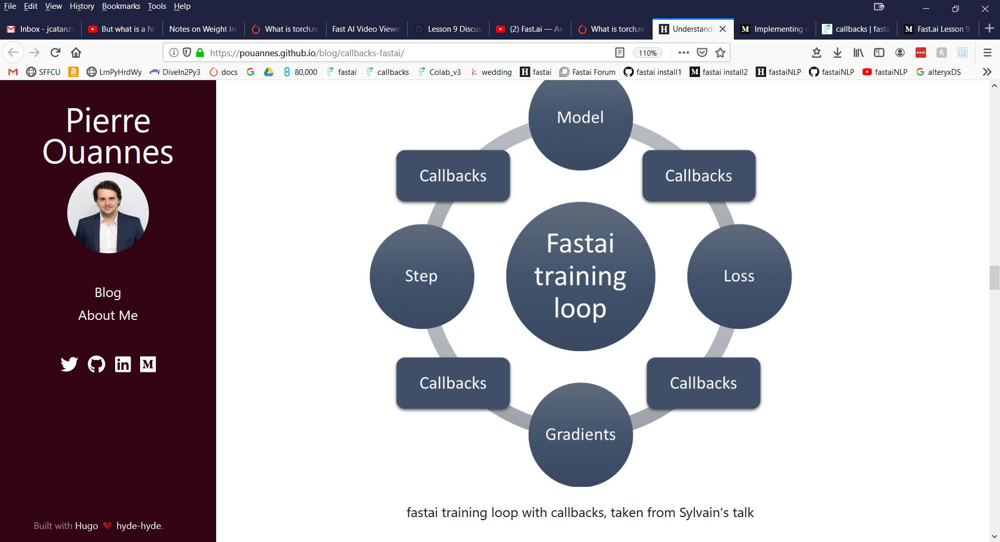 File Edit View History Bookmarks Tools Help
Inbox - jcatanz
But what is a Ne
Notes on Weight Ini
What is torch.nn
Fast AI Video Viewe
Lesson 9 Discus
(2) Fast.ai — An
What is torch.nn
Understandi
Implementing c
callbacks | fasta
Fast.ai Lesson 9
https://pouannes.github.io/blog/callbacks-fastai/
110%
SFFCU
LrnPyHrdWy
DiveIn2Py3
docs
80,000
fastai
callbacks
Colab_v3
wedding
fastai
Fastai Forum
fastai install1
fastai install2
fastaiNLP
fastaiNLP
fastaiNLP
alteryxDS
Pierre
Ouannes
Blog
About Me
Built with Hugo ❤ hyde-hyde.
Model
Callbacks
Callbacks
Step
Fastai
training
loop
Loss
Callbacks
Callbacks
Gradients
fastai training loop with callbacks, taken from Sylvain's talk